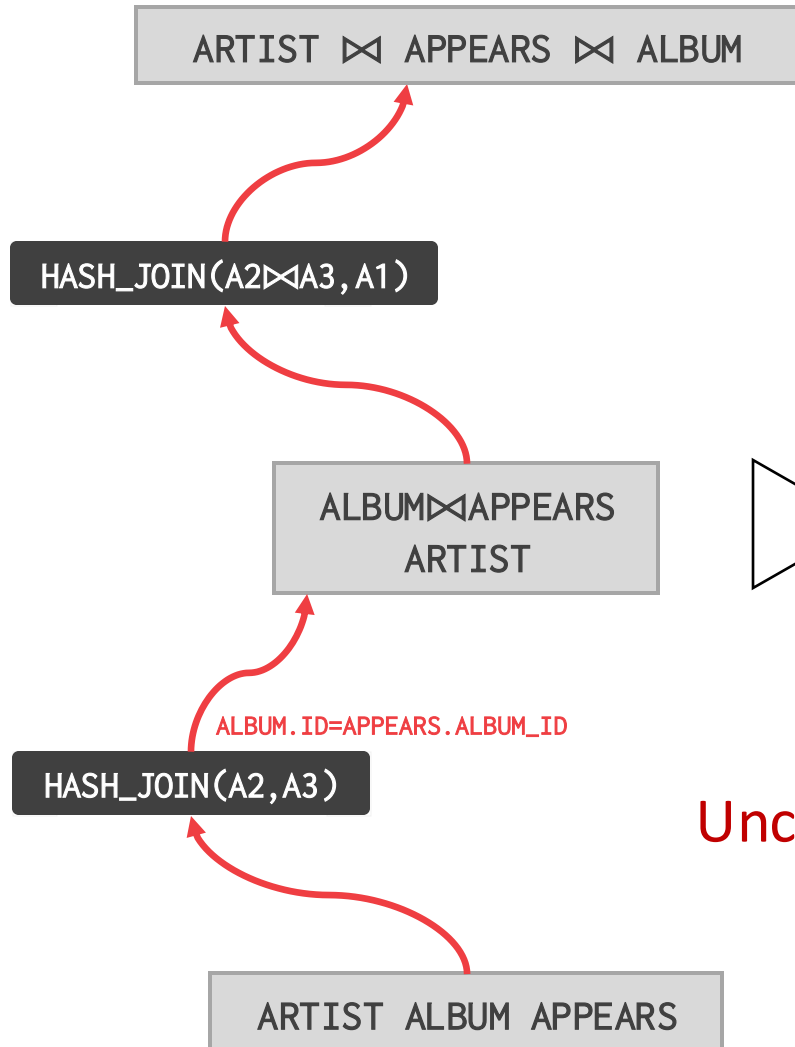 ARTIST ⨝ APPEARS ⨝ ALBUM
HASH_JOIN(A2⨝A3,A1)
ALBUM⨝APPEARS
ARTIST
ALBUM.ID=APPEARS.ALBUM_ID
HASH_JOIN(A2,A3)
Unc
ARTIST ALBUM APPEARS